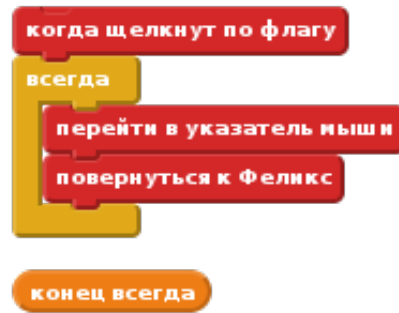 когда щелкнут по флагу
всегда
перейти в указатель мыши
повернуться к Феликс
конец всегда